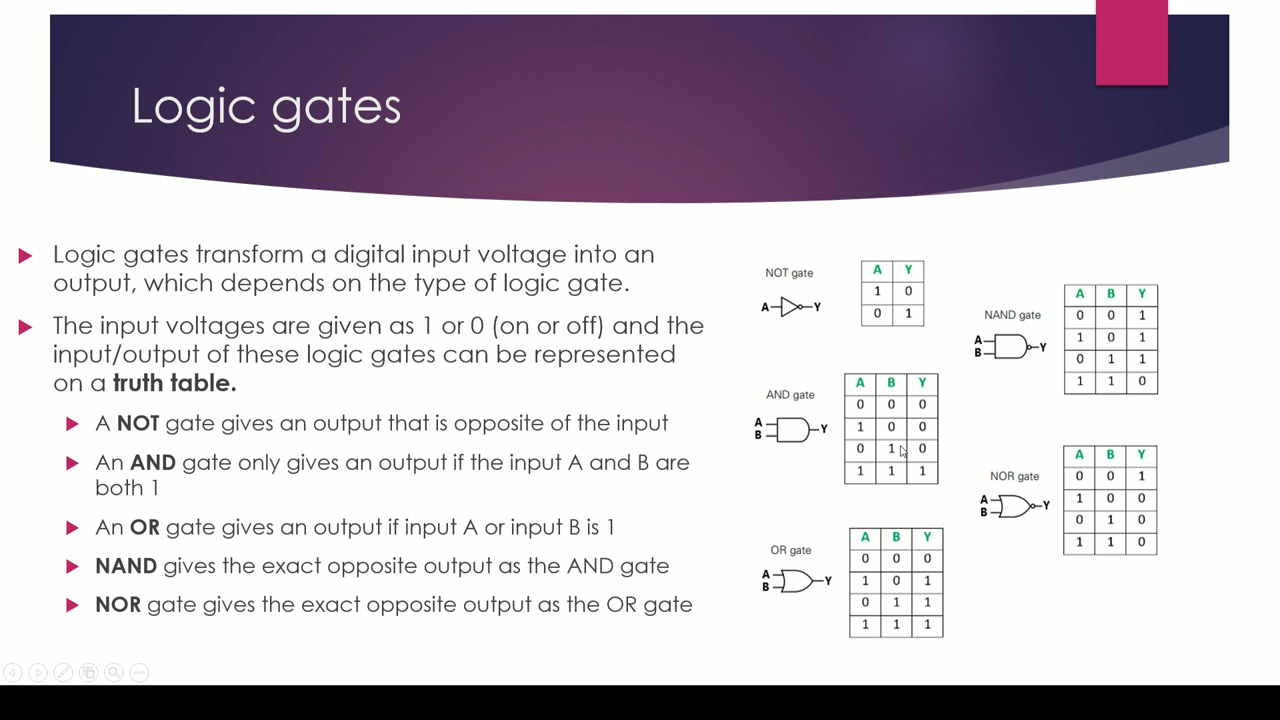 Logic gates
Logic gates transform a digital input voltage into an
output, which depends on the type of logic gate.
The input voltages are given as 1 or 0 (on or off) and the
input/output of these logic gates can be represented
on a truth table.
A NOT gate gives an output that is opposite of the input
An AND gate only gives an output if the input A and B are
both 1
An OR gate gives an output if input A or input B is 1
NAND gives the exact opposite output as the AND gate
NOR gate gives the exact opposite output as the OR gate
NOT gate
A Y
A Y
1 0
0 1
AND gate
A
B
Y
A B Y
0 0 0
1 0 0
0 1 0
1 1 1
OR gate
A
B
Y
A B Y
0 0 0
1 0 1
0 1 1
1 1 1
NAND gate
A
B
Y
A B Y
0 0 1
1 0 1
0 1 1
1 1 0
NOR gate
A
B
Y
A B Y
0 0 1
1 0 0
0 1 0
1 1 0